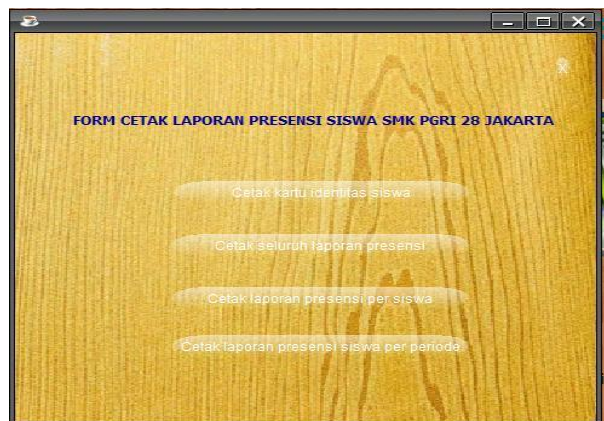 FORM CETAK LAPORAN PRESENSI SISWA SMK PGRI 28 JAKARTA
Cetak kartu identitas siswa
Cetak seluruh laporan presensi
Cetak laporan presensi per siswa
Cetak laporan presensi siswa per periode